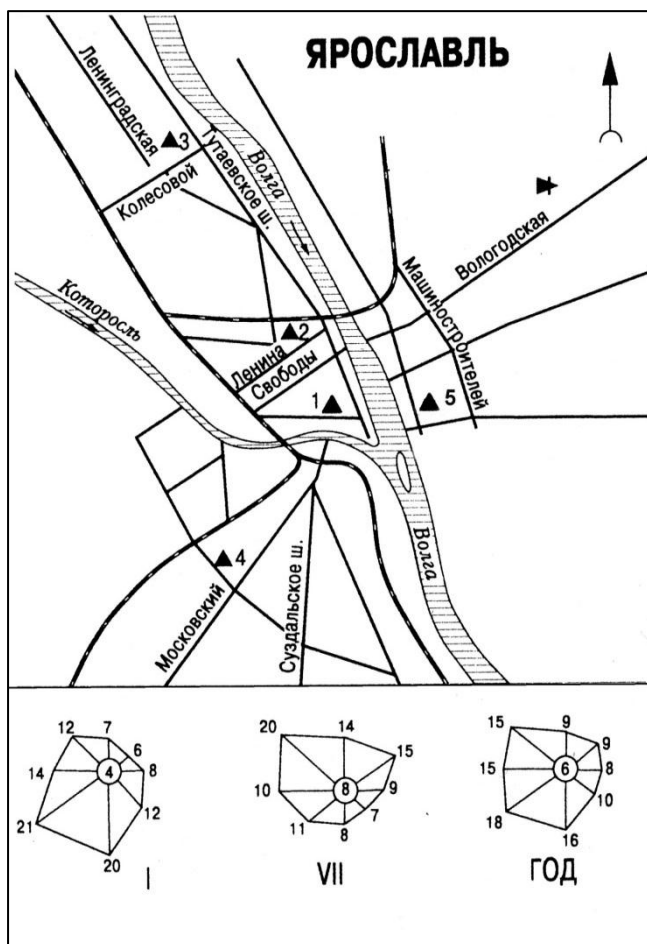 ЯРОСЛАВЛЬ
Ленинградская
3
Тутаевское ш.
Волга
Колесовой
Вологодская
Машиностроителей
Которосль
2
Ленина
Свободы
1
5
4
Волга
Московский
Суздальское ш.
12 7 6 8 12 20 21 14 4
I
20 14 15 9 7 8 11 10 8
VII
15 9 9 8 10 16 18 15 6
ГОД